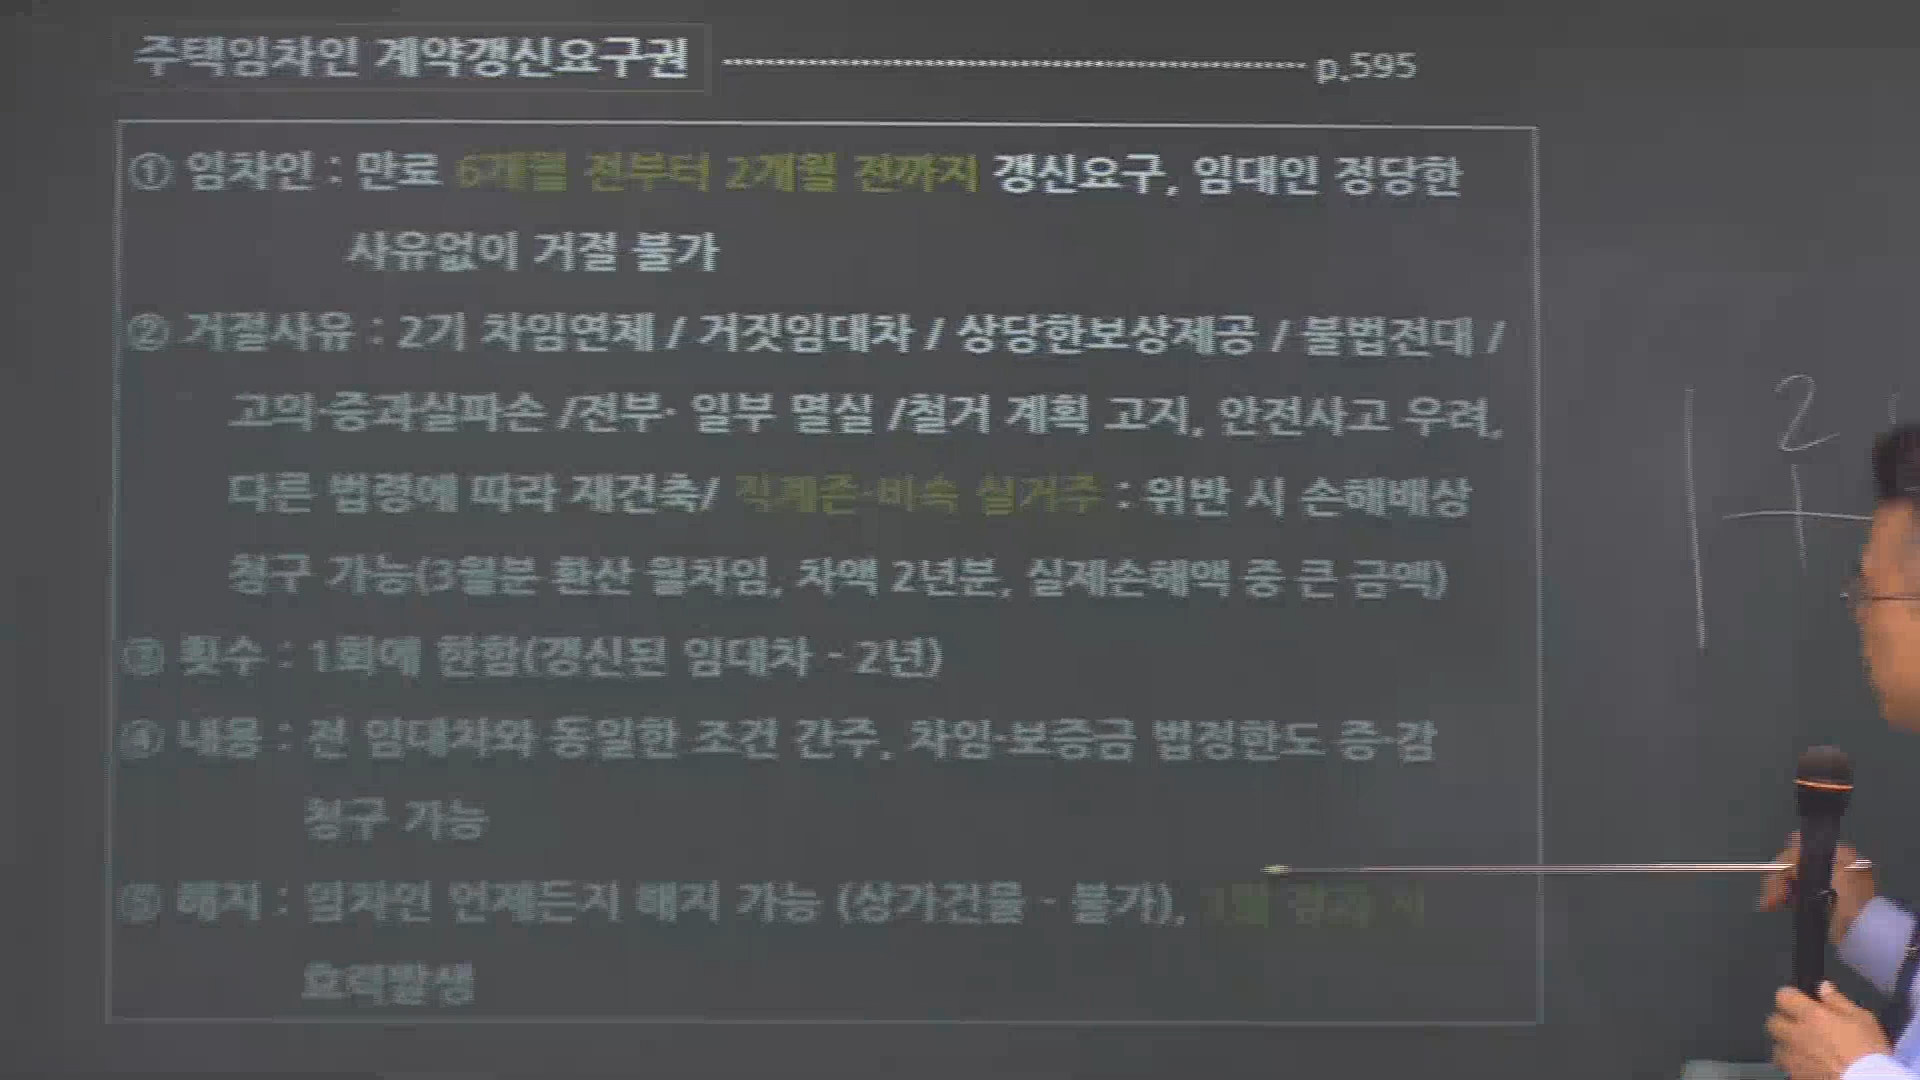 주택임차인 계약갱신요구권 p.595
① 임차인 : 만료 6개월 전부터 2개월 전까지 갱신요구, 임대인 정당한
사유없이 거절 불가
② 거절사유 : 2기 차임연체 / 거짓임대차 / 상당한보상제공 / 불법전대 /
고의·중과실파손 /전부· 일부 멸실 /철거 계획 고지, 안전사고 우려,
다른 법령에 따라 재건축/ 직계존·비속 실거주 : 위반 시 손해배상
청구 가능(3월분 환산 월차임, 차액 2년분, 실제손해액 중 큰 금액)
③ 횟수 : 1회에 한함(갱신된 임대차 - 2년)
④ 내용 : 전 임대차와 동일한 조건 간주, 차임·보증금 법정한도 증·감
청구 가능
⑤ 해지 : 임차인 언제든지 해지 가능 (상가건물 - 불가), 3월 경과 시
효력발생
2